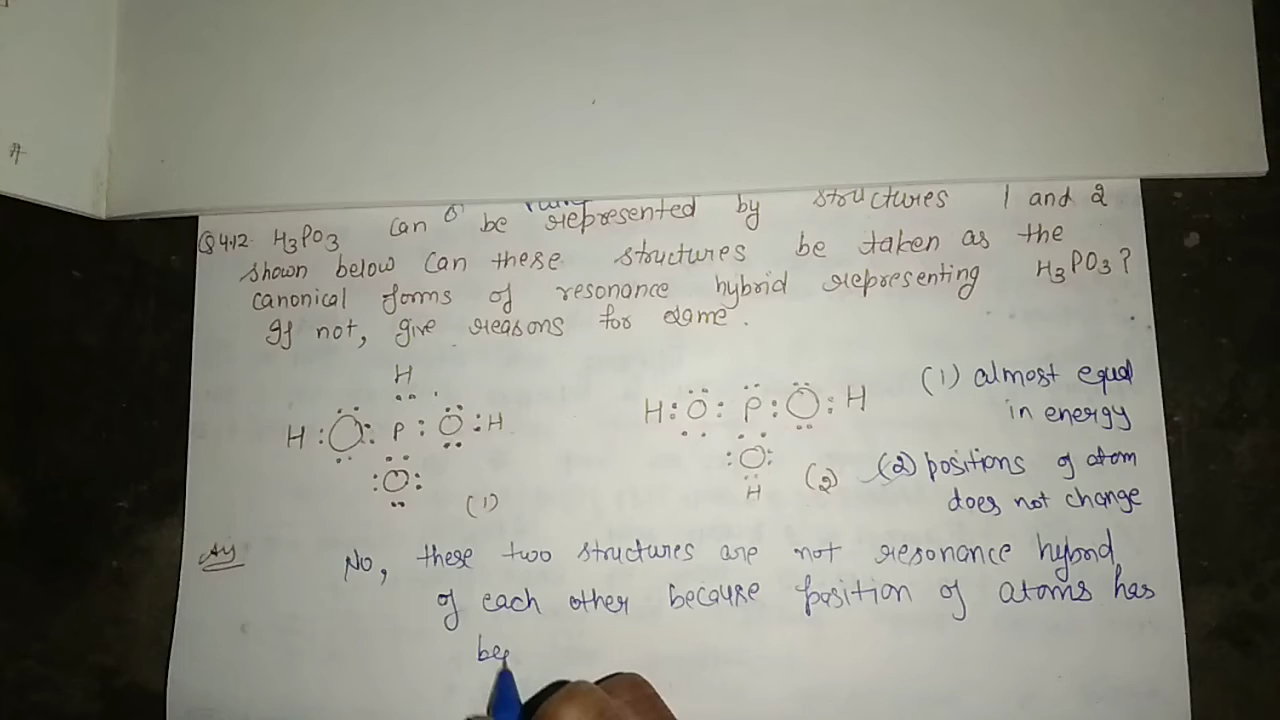 Q4.12. H3PO3 can be represented by structures 1 and 2
shown below can these structures be taken as the
canonical forms of resonance hybrid representing H3PO3?
If not, give reasons for same.
H
H : O : P : O : H
: O :
(1)
H : O : P : O : H
: O :
H
(2)
(1) almost equal
in energy
(2) positions of atom
does not change
Ans
No, these two structures are not resonance hybrid
of each other because position of atoms has
be